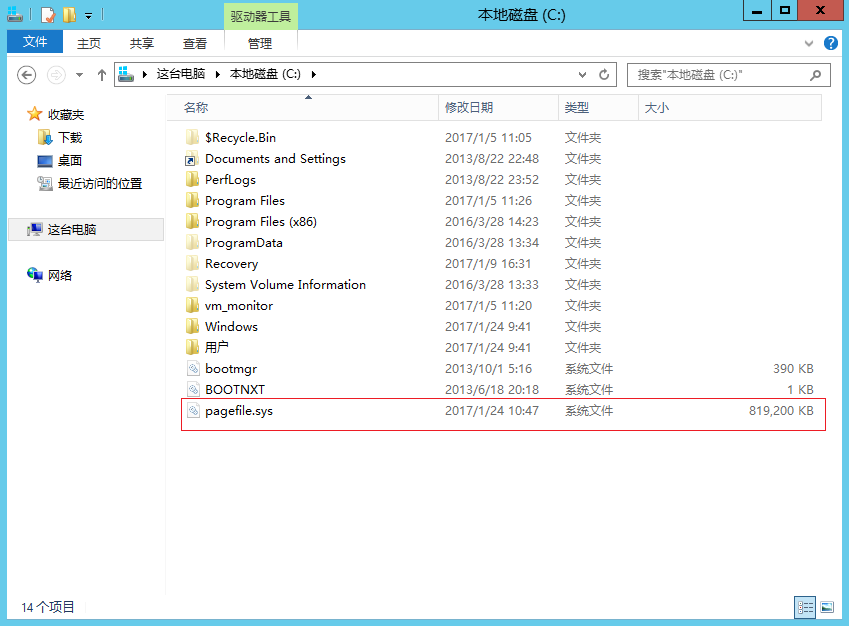 驱动器工具
本地磁盘 (C:)
文件 主页 共享 查看 管理
这台电脑 本地磁盘 (C:)
搜索"本地磁盘 (C:)"
收藏夹
下载
桌面
最近访问的位置
这台电脑
网络
名称 修改日期 类型 大小
$Recycle.Bin 2017/1/5 11:05 文件夹
Documents and Settings 2013/8/22 22:48 文件夹
PerfLogs 2013/8/22 23:52 文件夹
Program Files 2017/1/5 11:26 文件夹
Program Files (x86) 2016/3/28 14:23 文件夹
ProgramData 2016/3/28 13:34 文件夹
Recovery 2017/1/9 16:31 文件夹
System Volume Information 2016/3/28 13:33 文件夹
vm_monitor 2017/1/5 11:20 文件夹
Windows 2017/1/24 9:41 文件夹
用户 2017/1/24 9:41 文件夹
bootmgr 2013/10/1 5:16 系统文件 390 KB
BOOTNXT 2013/6/18 20:18 系统文件 1 KB
pagefile.sys 2017/1/24 10:47 系统文件 819,200 KB
14 个项目